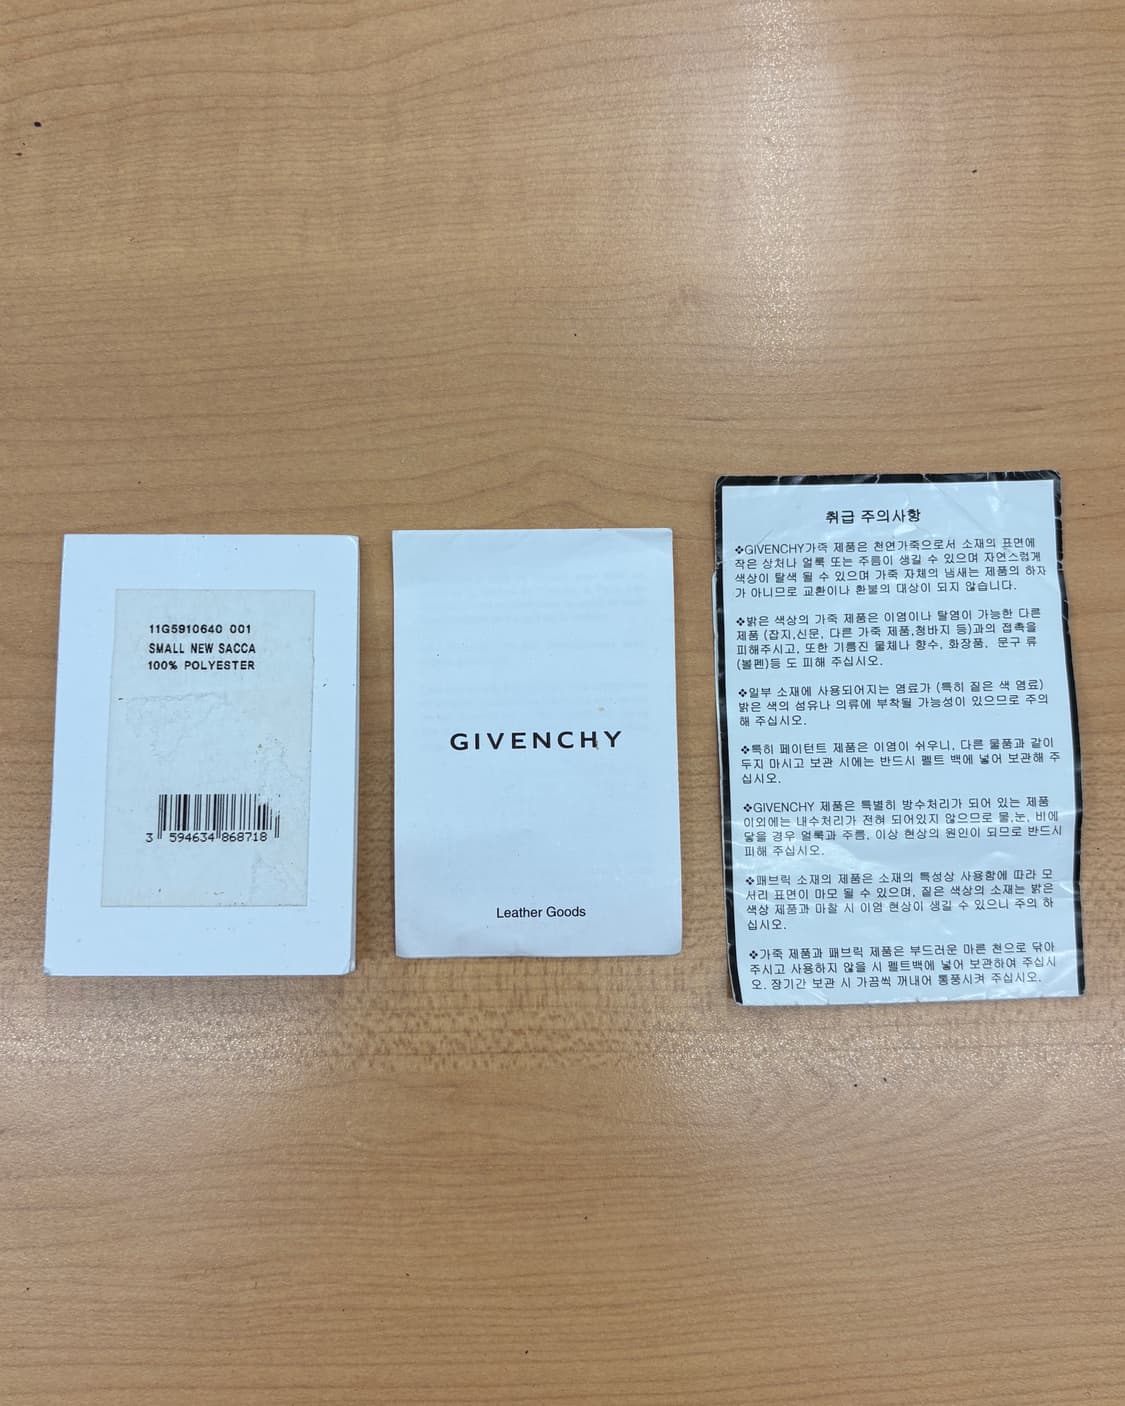 11G5910640 001
SMALL NEW SACCA
100% POLYESTER
3 594634 868718
GIVENCHY
Leather Goods
취급 주의사항
❖GIVENCHY가죽 제품은 천연가죽으로서 소재의 표면에
작은 상처나 얼룩 또는 주름이 생길 수 있으며 자연스럽게
색상이 탈색 될 수 있으며 가죽 자체의 냄새는 제품의 하자
가 아니므로 교환이나 환불의 대상이 되지 않습니다.
❖밝은 색상의 가죽 제품은 이염이나 탈염이 가능한 다른
제품 (잡지,신문, 다른 가죽 제품,청바지 등)과의 접촉을
피해주시고, 또한 기름진 물체나 향수, 화장품, 문구 류
(볼펜)등 도 피해 주십시오.
❖일부 소재에 사용되어지는 염료가 (특히 짙은 색 염료)
밝은 색의 섬유나 의류에 부착될 가능성이 있으므로 주의
해 주십시오.
❖특히 페이턴트 제품은 이염이 쉬우니, 다른 물품과 같이
두지 마시고 보관 시에는 반드시 펠트 백에 넣어 보관해 주
십시오.
❖GIVENCHY 제품은 특별히 방수처리가 되어 있는 제품
이외에는 내수처리가 전혀 되어있지 않으므로 물,눈, 비에
닿을 경우 얼룩과 주름, 이상 현상의 원인이 되므로 반드시
피해 주십시오.
❖패브릭 소재의 제품은 소재의 특성상 사용함에 따라 모
서리 표면이 마모 될 수 있으며, 짙은 색상의 소재는 밝은
색상 제품과 마찰 시 이염 현상이 생길 수 있으니 주의 하
십시오.
❖가죽 제품과 패브릭 제품은 부드러운 마른 천으로 닦아
주시고 사용하지 않을 시 펠트백에 넣어 보관하여 주십시
오. 장기간 보관 시 가끔씩 꺼내어 통풍시켜 주십시오.